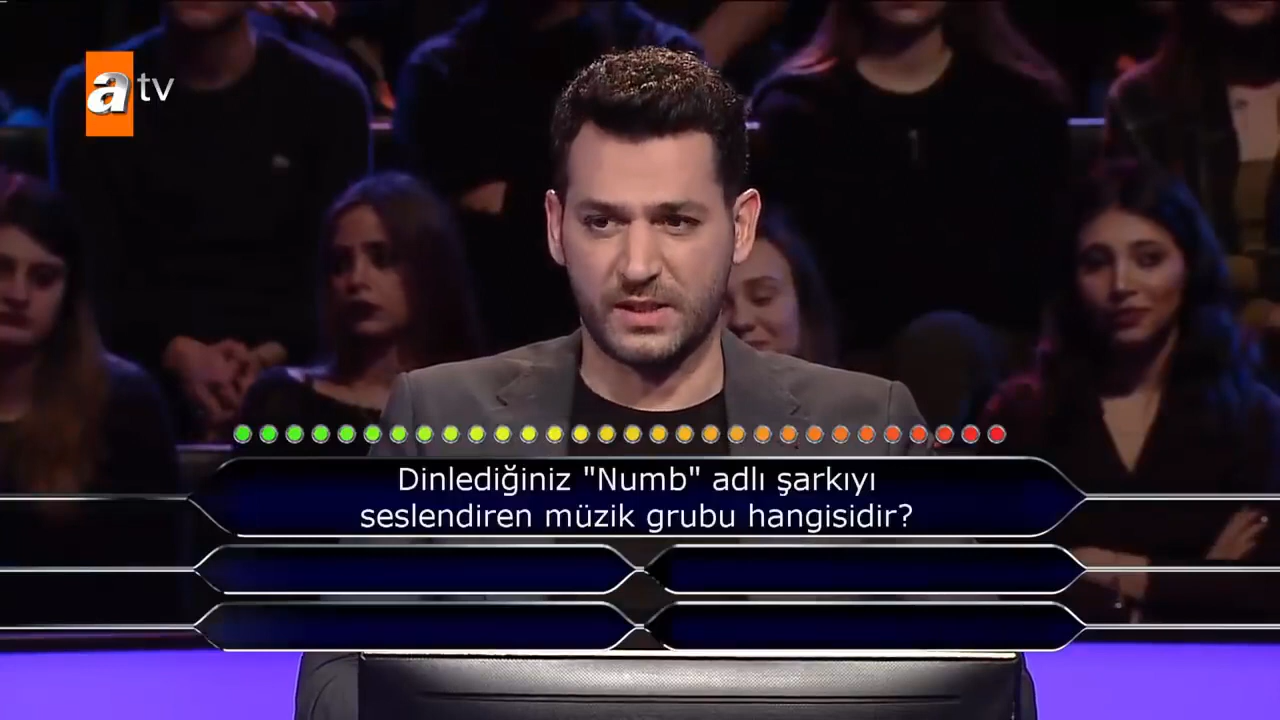 atv
Dinlediğiniz "Numb" adlı şarkıyı
seslendiren müzik grubu hangisidir?